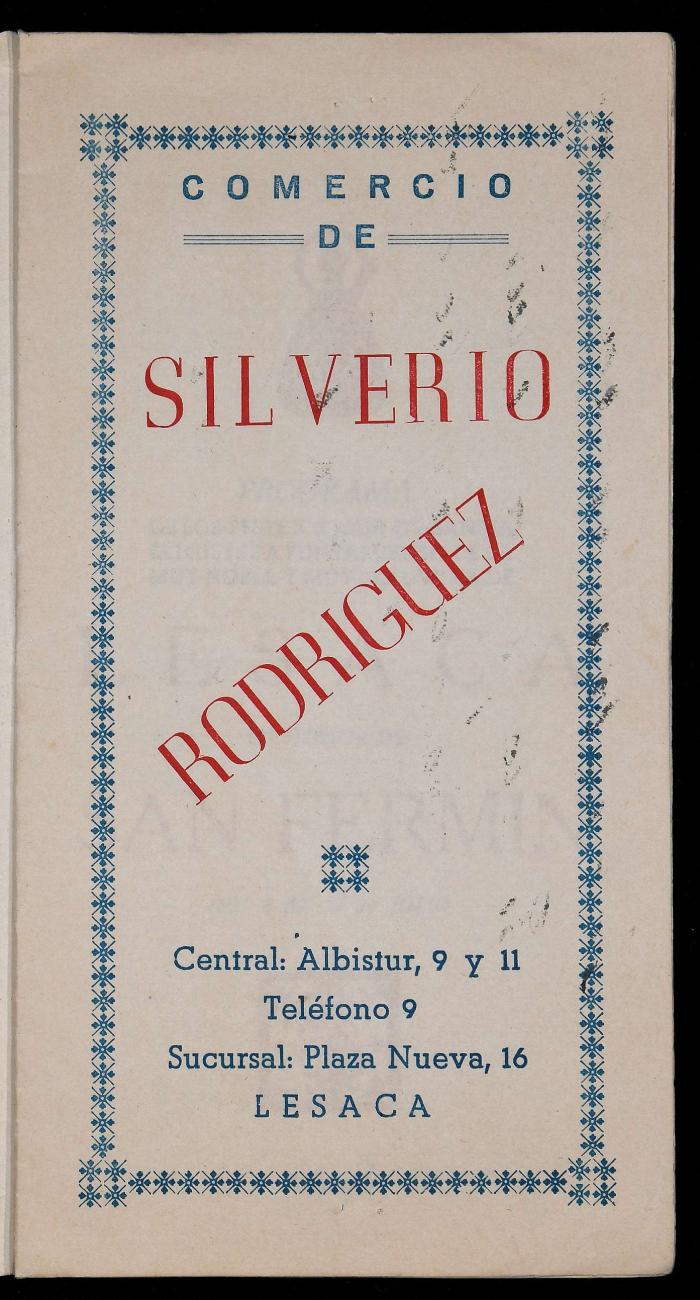 COMERCIO
DE
SILVERIO
RODRIGUEZ
Central: Albistur, 9 y 11
Teléfono 9
Sucursal: Plaza Nueva, 16
LESACA